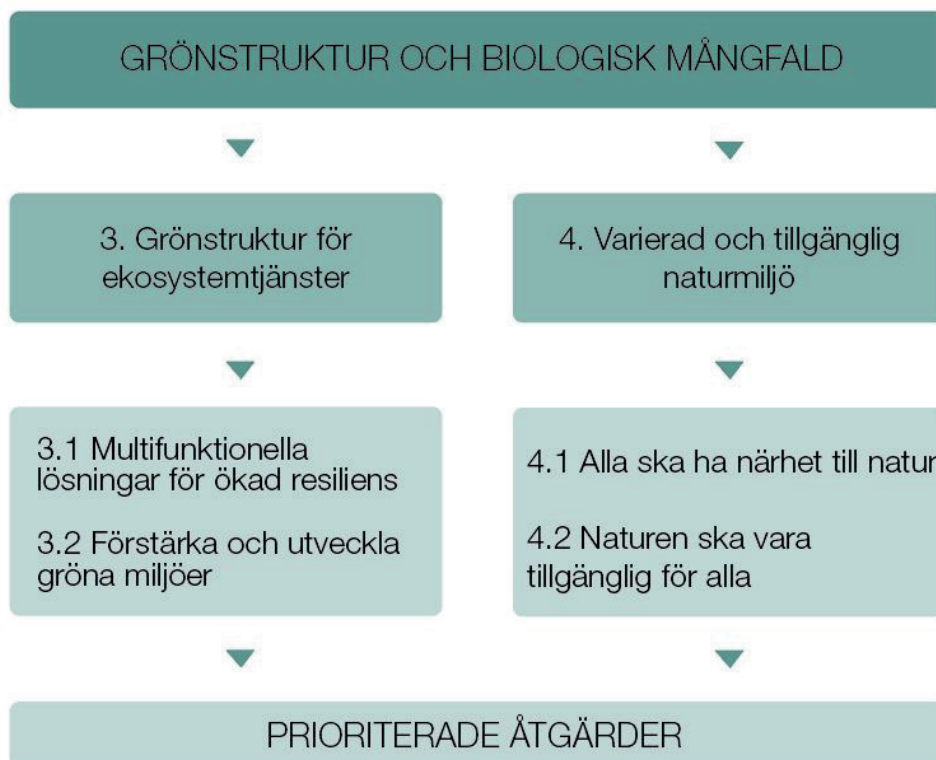 GRÖNSTRUKTUR OCH BIOLOGISK MÅNGFALD
3. Grönstruktur för
ekosystemtjänster
4. Varierad och tillgänglig
naturmiljö
3.1 Multifunktionella
lösningar för ökad resiliens
3.2 Förstärka och utveckla
gröna miljöer
4.1 Alla ska ha närhet till natur
4.2 Naturen ska vara
tillgänglig för alla
PRIORITERADE ÅTGÄRDER